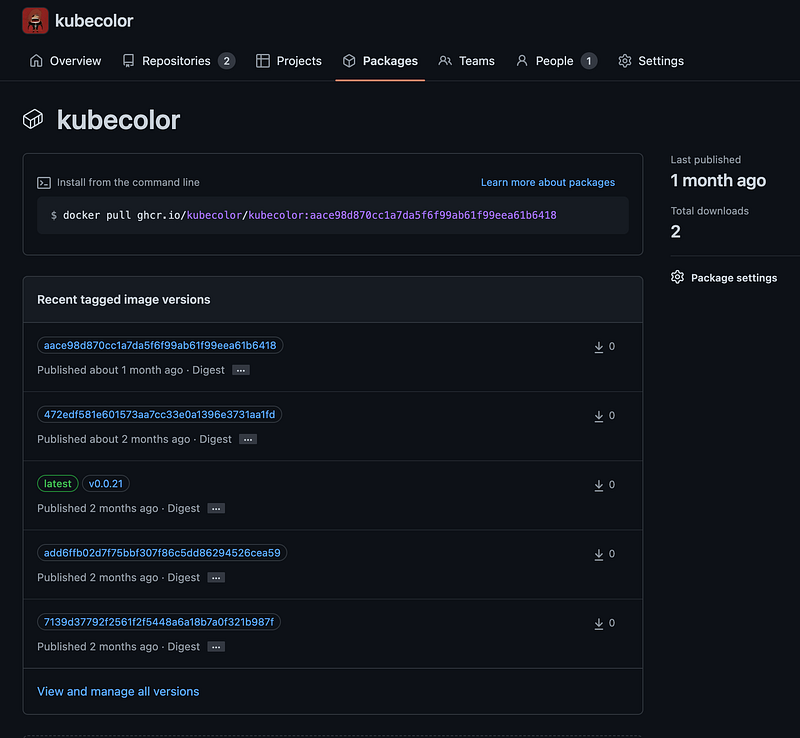 kubecolor
Overview Repositories 2 Projects Packages Teams People 1 Settings
kubecolor
Install from the command line Learn more about packages
$ docker pull ghcr.io/kubecolor/kubecolor:aace98d870cc1a7da5f6f99ab61f99eea61b6418
Last published
1 month ago
Total downloads
2
Package settings
Recent tagged image versions
aace98d870cc1a7da5f6f99ab61f99eea61b6418 0
Published about 1 month ago · Digest ...
472edf581e601573aa7cc33e0a1396e3731aa1fd 0
Published about 2 months ago · Digest ...
latest v0.0.21 0
Published 2 months ago · Digest ...
add6ffb02d7f75bbf307f86c5dd86294526cea59 0
Published 2 months ago · Digest ...
7139d37792f2561f2f5448a6a18b7a0f321b987f 0
Published 2 months ago · Digest ...
View and manage all versions